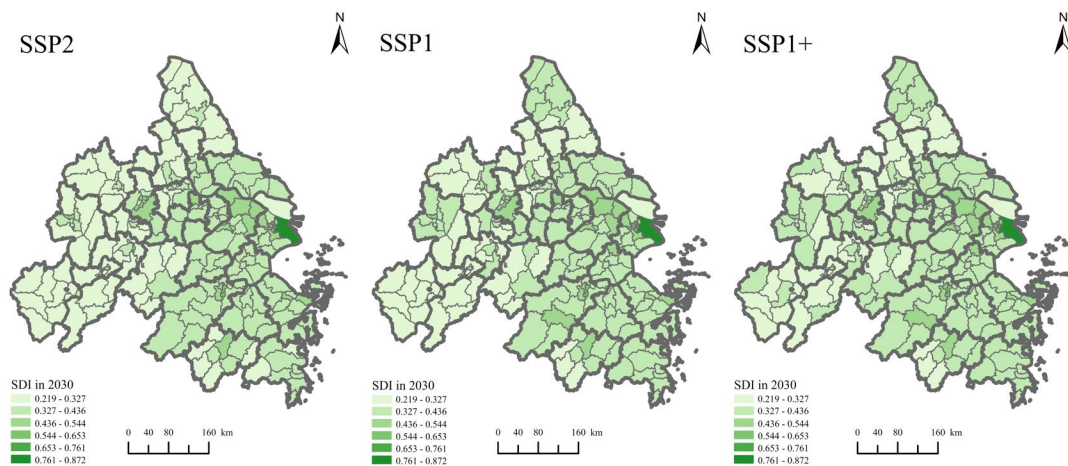 N
SSP2
SDI in 2030
0.219 - 0.327
0.327 - 0.436
0.436 - 0.544
0.544 - 0.653
0.653 - 0.761
0.761 - 0.872
0 40 80 120 160 km
N
SSP1
SDI in 2030
0.219 - 0.327
0.327 - 0.436
0.436 - 0.544
0.544 - 0.653
0.653 - 0.761
0.761 - 0.872
0 40 80 120 160 km
N
SSP1+
SDI in 2030
0.219 - 0.327
0.327 - 0.436
0.436 - 0.544
0.544 - 0.653
0.653 - 0.761
0.761 - 0.872
0 40 80 120 160 km